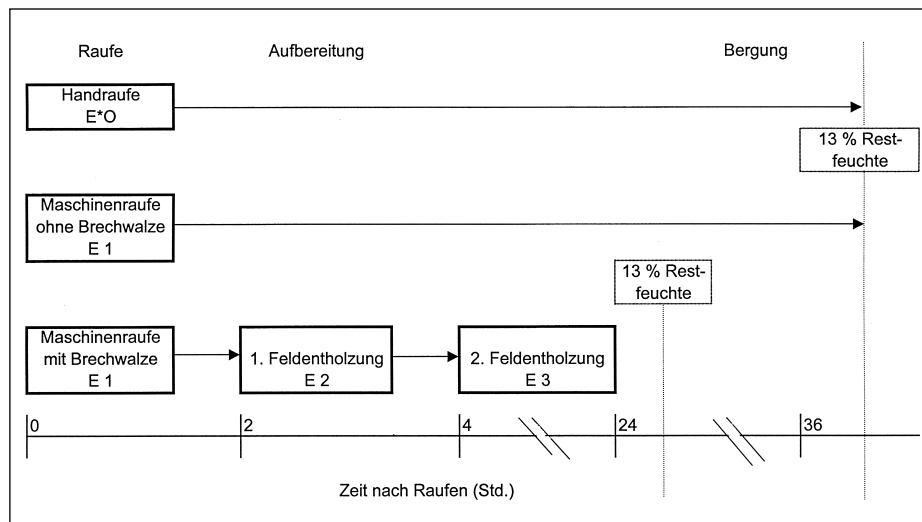 Raufe Aufbereitung Bergung
Handraufe
E*O
13 % Rest-
feuchte
Maschinenraufe
ohne Brechwalze
E 1
13 % Rest-
feuchte
Maschinenraufe
mit Brechwalze
E 1
1. Feldentholzung
E 2
2. Feldentholzung
E 3
0 2 4 24 36
Zeit nach Raufen (Std.)